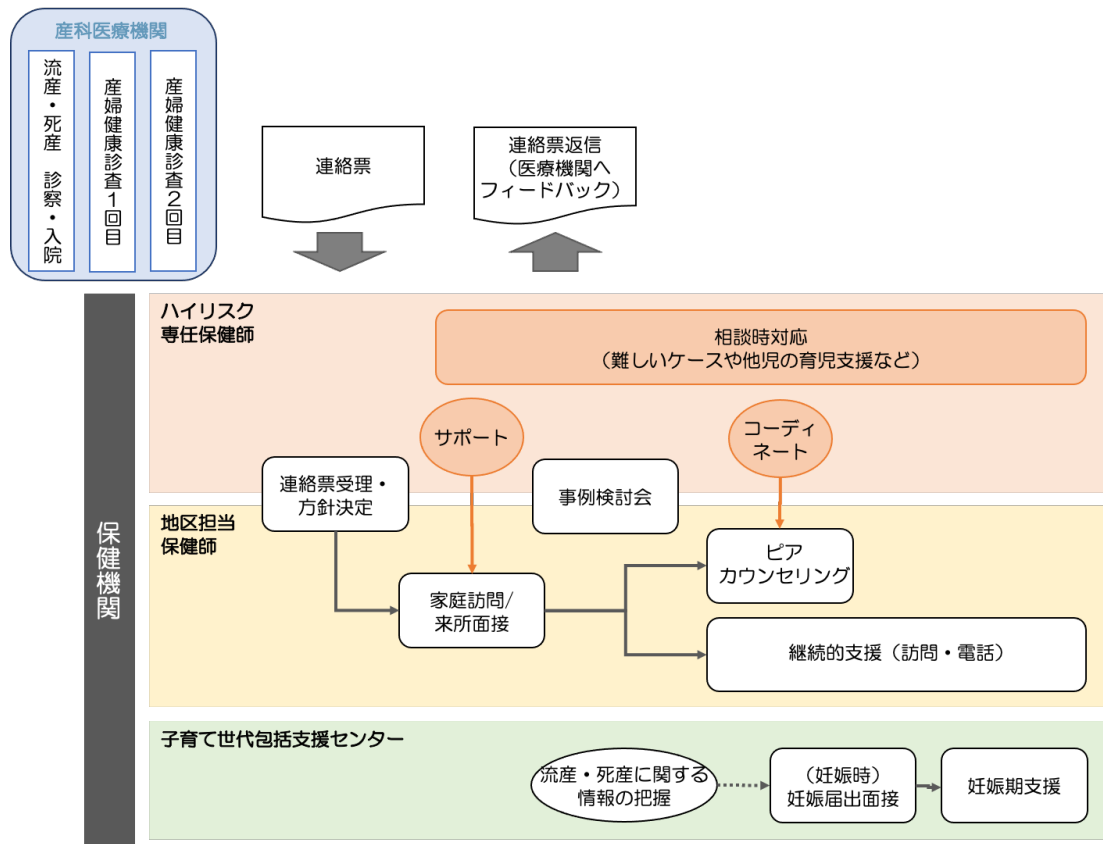 産科医療機関
流産・死産　診察・入院
産婦健康診査１回目
産婦健康診査２回目
連絡票
連絡票返信
（医療機関へ
フィードバック）
保健機関
ハイリスク
専任保健師
相談時対応
（難しいケースや他児の育児支援など）
サポート
コーディ
ネート
連絡票受理・
方針決定
事例検討会
地区担当
保健師
ピア
カウンセリング
家庭訪問/
来所面接
継続的支援（訪問・電話）
子育て世代包括支援センター
流産・死産に関する
情報の把握
（妊娠時）
妊娠届出面接
妊娠期支援